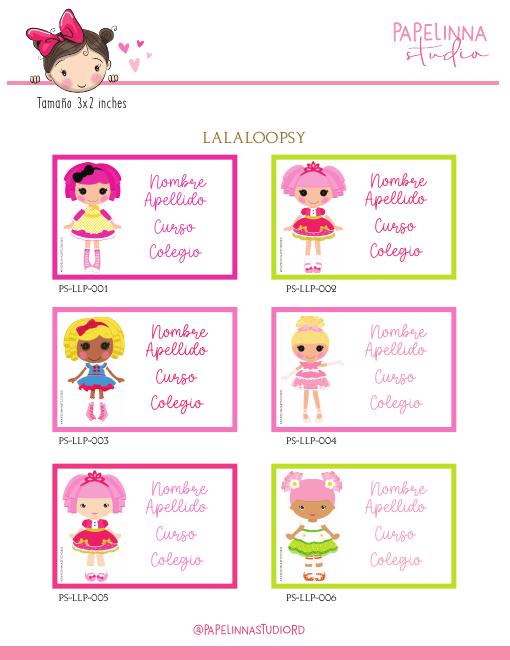 PAPELINNA
studio
Tamaño 3x2 inches
LALALOOPSY
Nombre
Apellido
Curso
Colegio
PS-LLP-001
Nombre
Apellido
Curso
Colegio
PS-LLP-002
Nombre
Apellido
Curso
Colegio
PS-LLP-003
Nombre
Apellido
Curso
Colegio
PS-LLP-004
Nombre
Apellido
Curso
Colegio
PS-LLP-005
Nombre
Apellido
Curso
Colegio
PS-LLP-006
@PAPELINNASTUDIORD